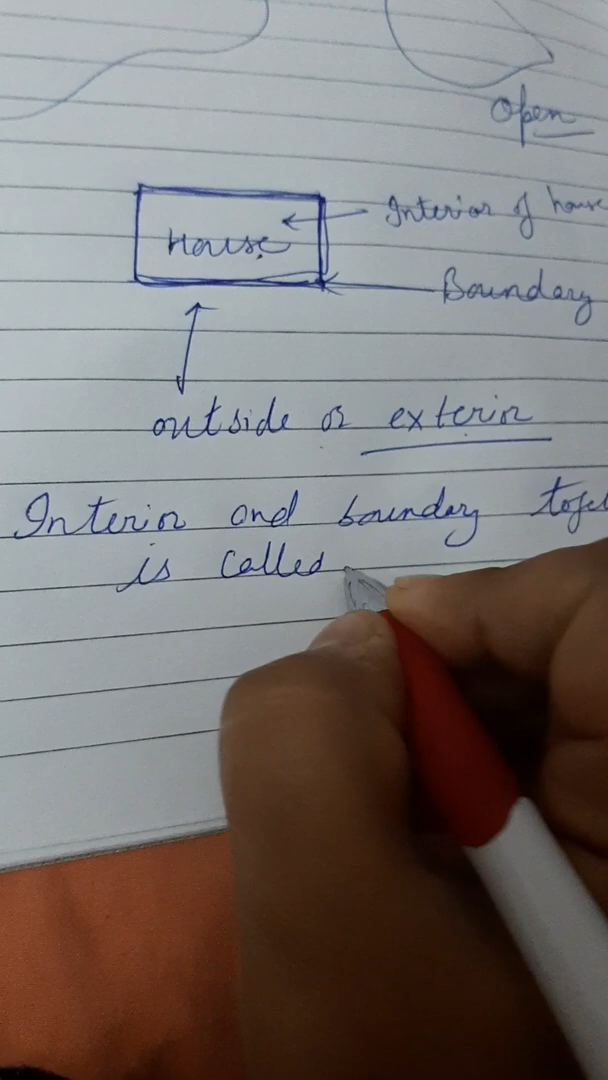 Open
Interior of house
House
Boundary
outside or exterior
Interior and boundary toge
is called